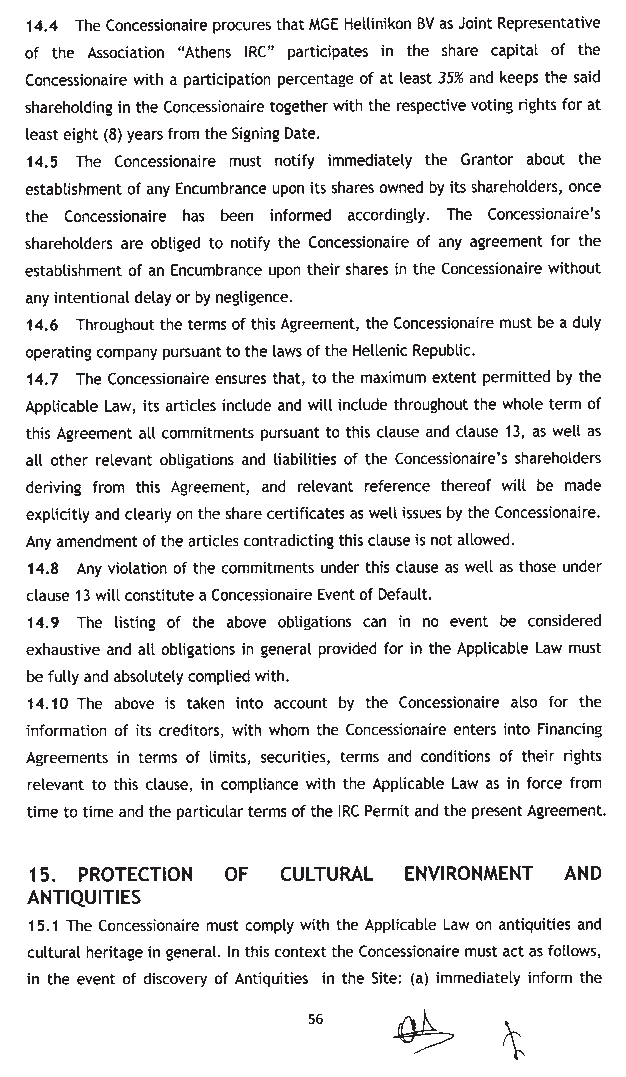 14.4 The Concessionaire procures that MGE Hellinikon BV as Joint Representative
of the Association “Athens IRC” participates in the share capital of the
Concessionaire with a participation percentage of at least 35% and keeps the said
shareholding in the Concessionaire together with the respective voting rights for at
least eight (8) years from the Signing Date.
14.5 The Concessionaire must notify immediately the Grantor about the
establishment of any Encumbrance upon its shares owned by its shareholders, once
the Concessionaire has been informed accordingly. The Concessionaire’s
shareholders are obliged to notify the Concessionaire of any agreement for the
establishment of an Encumbrance upon their shares in the Concessionaire without
any intentional delay or by negligence.
14.6 Throughout the terms of this Agreement, the Concessionaire must be a duly
operating company pursuant to the laws of the Hellenic Republic.
14.7 The Concessionaire ensures that, to the maximum extent permitted by the
Applicable Law, its articles include and will include throughout the whole term of
this Agreement all commitments pursuant to this clause and clause 13, as well as
all other relevant obligations and liabilities of the Concessionaire’s shareholders
deriving from this Agreement, and relevant reference thereof will be made
explicitly and clearly on the share certificates as well issues by the Concessionaire.
Any amendment of the articles contradicting this clause is not allowed.
14.8 Any violation of the commitments under this clause as well as those under
clause 13 will constitute a Concessionaire Event of Default.
14.9 The listing of the above obligations can in no event be considered
exhaustive and all obligations in general provided for in the Applicable Law must
be fully and absolutely complied with.
14.10 The above is taken into account by the Concessionaire also for the
information of its creditors, with whom the Concessionaire enters into Financing
Agreements in terms of limits, securities, terms and conditions of their rights
relevant to this clause, in compliance with the Applicable Law as in force from
time to time and the particular terms of the IRC Permit and the present Agreement.
15. PROTECTION OF CULTURAL ENVIRONMENT AND
ANTIQUITIES
15.1 The Concessionaire must comply with the Applicable Law on antiquities and
cultural heritage in general. In this context the Concessionaire must act as follows,
in the event of discovery of Antiquities in the Site: (a) immediately inform the
56